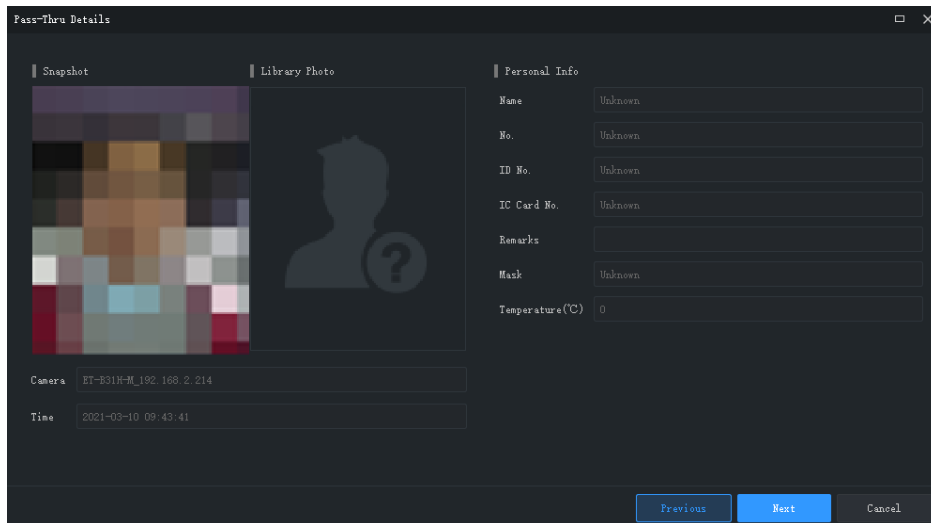 Pass-Thru Details
Snapshot
Library Photo
Personal Info
Name
Unknown
No.
Unknown
ID No.
Unknown
IC Card No.
Unknown
Remarks
Mask
Unknown
Temperature(℃)
0
Camera
ET-B31H-M_192.168.2.214
Time
2021-03-10 09:43:41
Previous
Next
Cancel